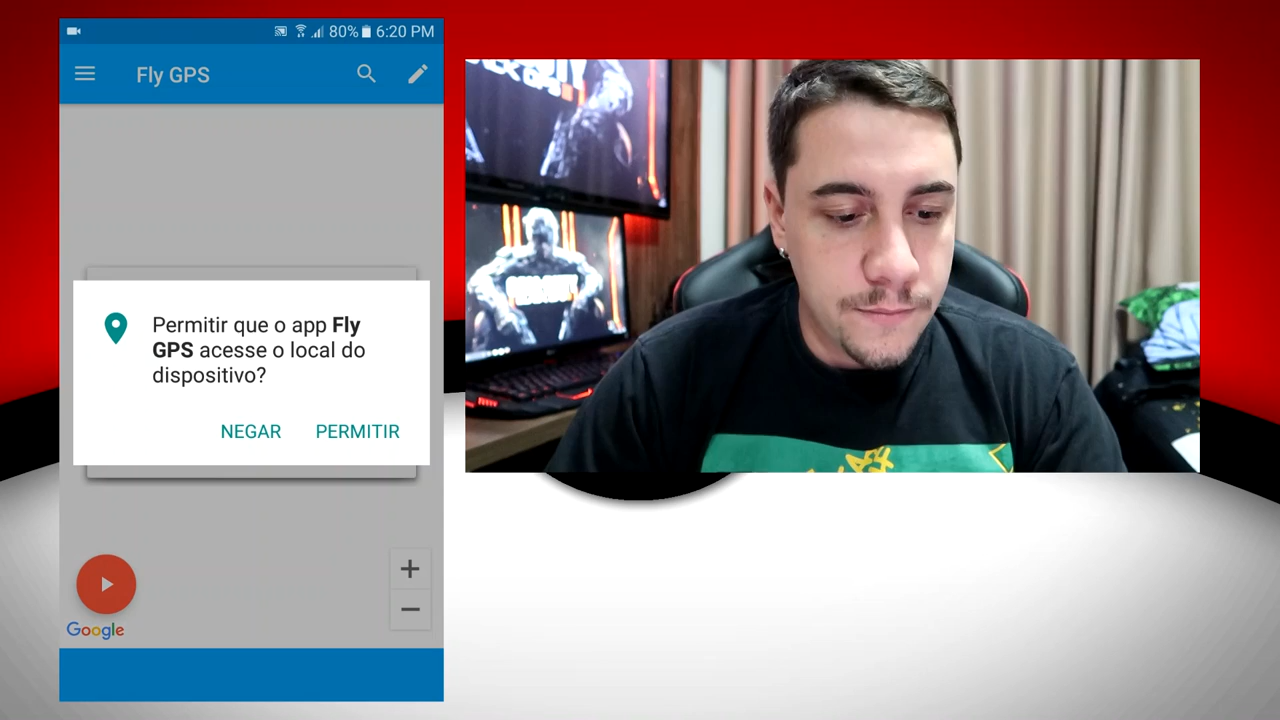 80% 6:20 PM
Fly GPS
Permitir que o app Fly
GPS acesse o local do
dispositivo?
NEGAR PERMITIR
Google